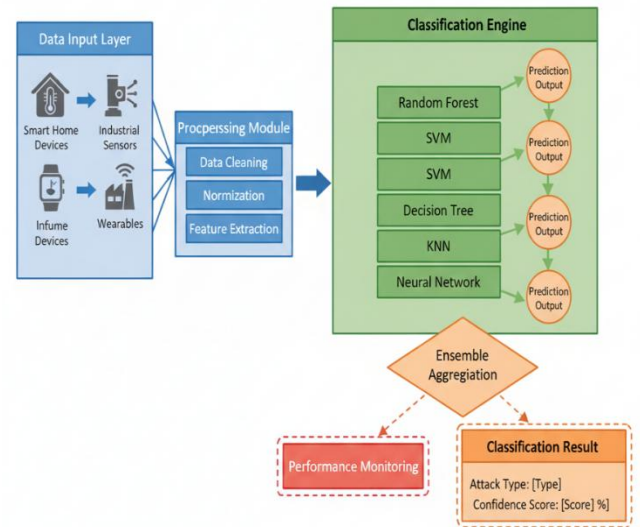 Data Input Layer
Smart Home
Devices
Industrial
Sensors
Infume
Devices
Wearables
Procperssing Module
Data Cleaning
Normization
Feature Extraction
Classification Engine
Random Forest
SVM
SVM
Decision Tree
KNN
Neural Network
Prediction
Output
Prediction
Output
Prediction
Output
Prediction
Output
Ensemble
Aggregiation
Performance Monitoring
Classification Result
Attack Type: [Type]
Confidence Score: [Score] %]